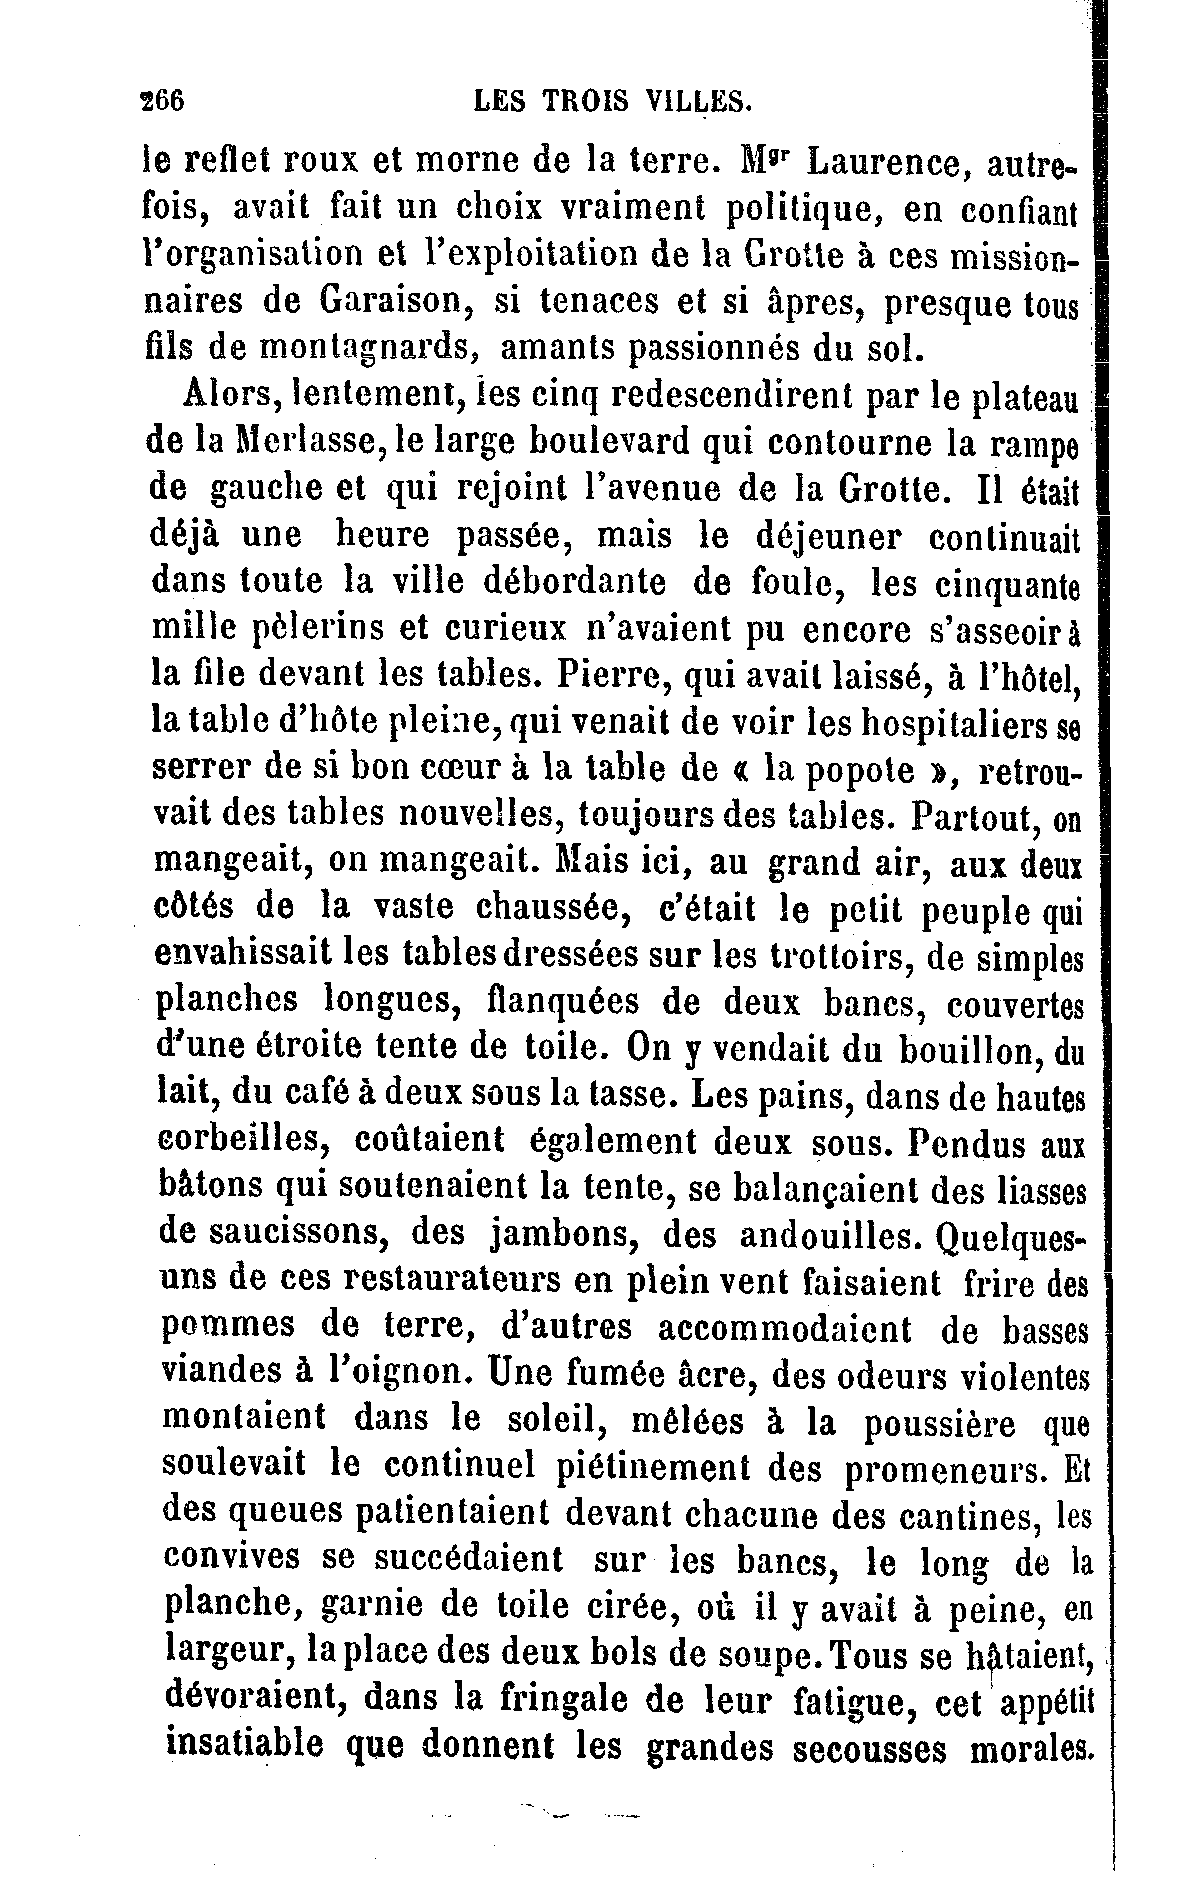 266 LES TROIS VILLES.
le reflet roux et morne de la terre. Mgr Laurence, autre-
fois, avait fait un choix vraiment politique, en confiant
l'organisation et l'exploitation de la Grotte à ces mission-
naires de Garaison, si tenaces et si âpres, presque tous
fils de montagnards, amants passionnés du sol.
Alors, lentement, les cinq redescendirent par le plateau
de la Merlasse, le large boulevard qui contourne la rampe
de gauche et qui rejoint l'avenue de la Grotte. Il était
déjà une heure passée, mais le déjeuner continuait
dans toute la ville débordante de foule, les cinquante
mille pèlerins et curieux n'avaient pu encore s'asseoir à
la file devant les tables. Pierre, qui avait laissé, à l'hôtel,
la table d'hôte pleine, qui venait de voir les hospitaliers se
serrer de si bon cœur à la table de « la popote », retrou-
vait des tables nouvelles, toujours des tables. Partout, on
mangeait, on mangeait. Mais ici, au grand air, aux deux
côtés de la vaste chaussée, c'était le petit peuple qui
envahissait les tables dressées sur les trottoirs, de simples
planches longues, flanquées de deux bancs, couvertes
d'une étroite tente de toile. On y vendait du bouillon, du
lait, du café à deux sous la tasse. Les pains, dans de hautes
corbeilles, coûtaient également deux sous. Pendus aux
bâtons qui soutenaient la tente, se balançaient des liasses
de saucissons, des jambons, des andouilles. Quelques-
uns de ces restaurateurs en plein vent faisaient frire des
pommes de terre, d'autres accommodaient de basses
viandes à l'oignon. Une fumée âcre, des odeurs violentes
montaient dans le soleil, mêlées à la poussière que
soulevait le continuel piétinement des promeneurs. Et
des queues patientaient devant chacune des cantines, les
convives se succédaient sur les bancs, le long de la
planche, garnie de toile cirée, où il y avait à peine, en
largeur, la place des deux bols de soupe. Tous se hâtaient,
dévoraient, dans la fringale de leur fatigue, cet appétit
insatiable que donnent les grandes secousses morales.